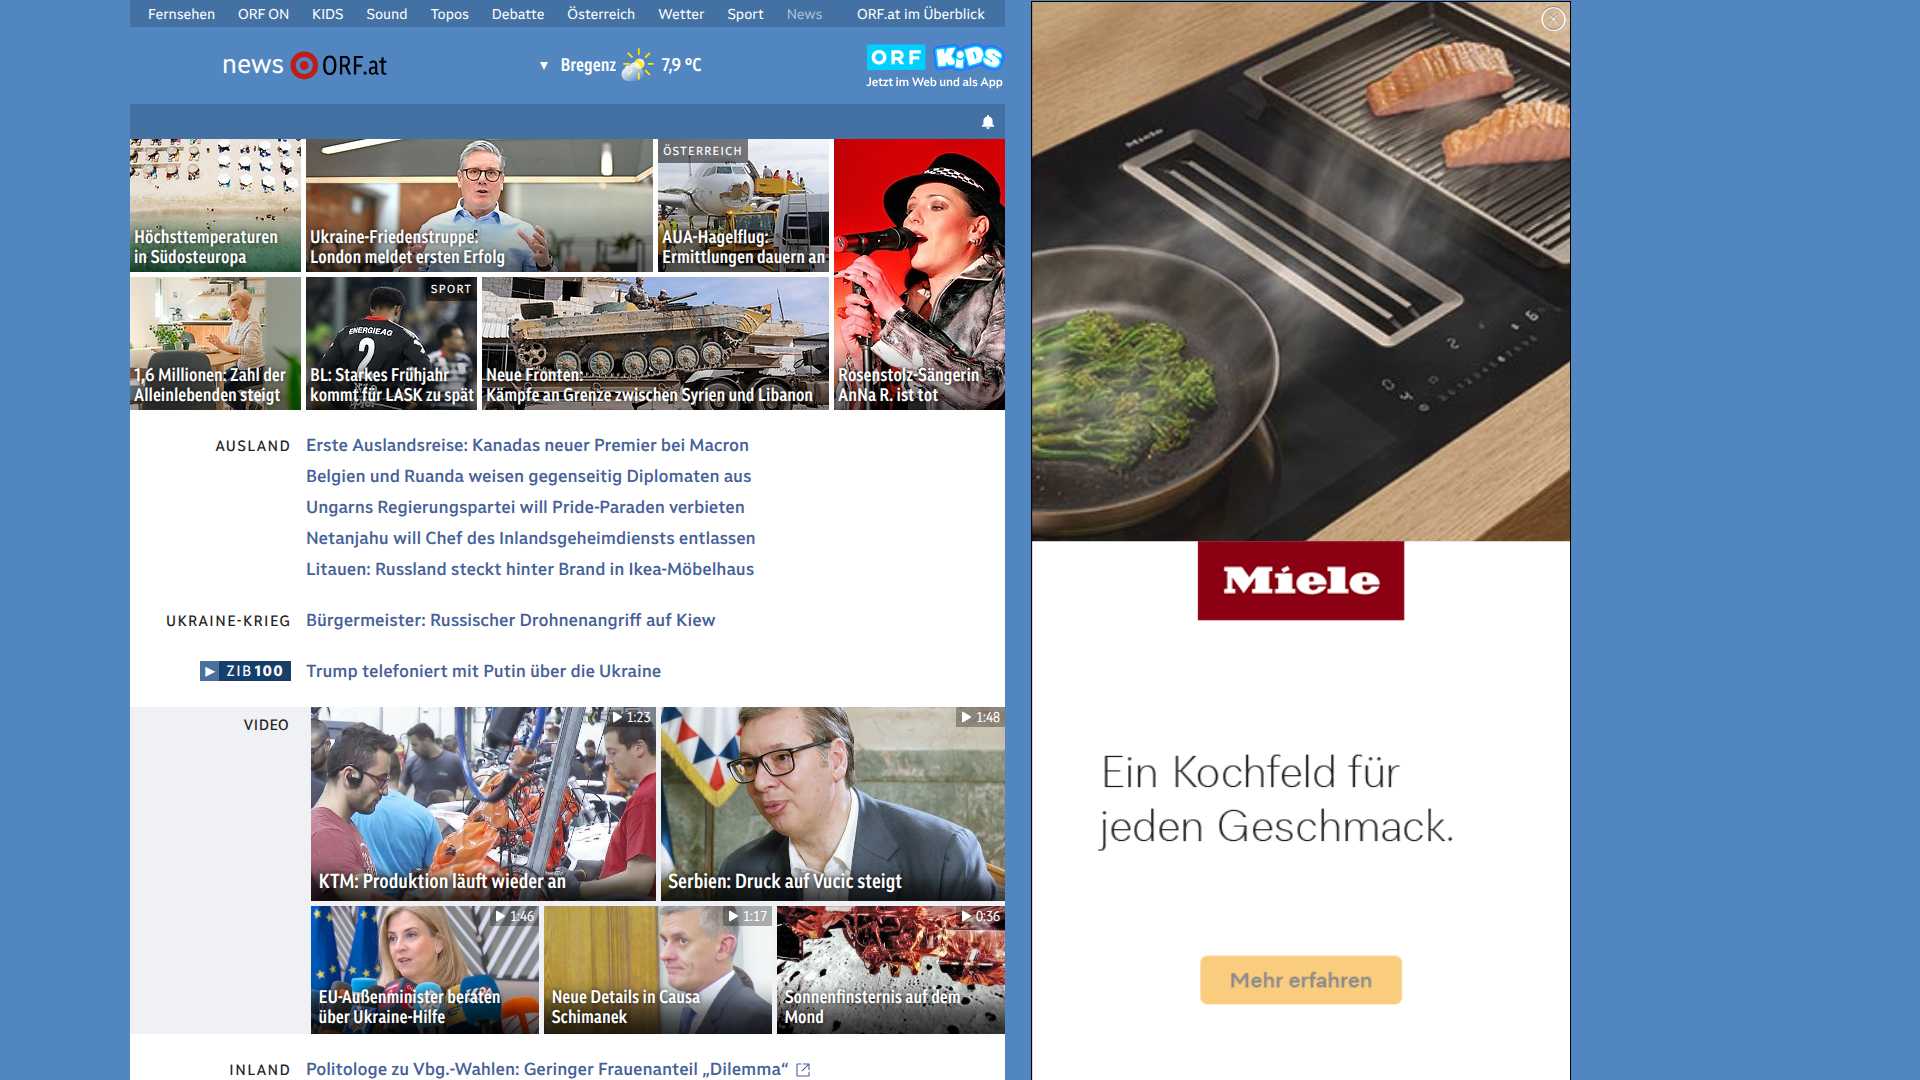 Fernsehen ORF ON KIDS Sound Topos Debatte Österreich Wetter Sport News ORF.at im Überblick
news ORF.at
▼ Bregenz 7,9 °C
ORF KiDS
Jetzt im Web und als App
Höchsttemperaturen
in Südosteuropa
Ukraine-Friedenstruppe:
London meldet ersten Erfolg
ÖSTERREICH
AUA-Hagelflug:
Ermittlungen dauern an
1,6 Millionen: Zahl der
Alleinlebenden steigt
SPORT
ENERGIE AG
2
BL: Starkes Frühjahr
kommt für LASK zu spät
Neue Fronten:
Kämpfe an Grenze zwischen Syrien und Libanon
Rosenstolz-Sängerin
AnNa R. ist tot
AUSLAND
Erste Auslandsreise: Kanadas neuer Premier bei Macron
Belgien und Ruanda weisen gegenseitig Diplomaten aus
Ungarns Regierungspartei will Pride-Paraden verbieten
Netanjahu will Chef des Inlandsgeheimdiensts entlassen
Litauen: Russland steckt hinter Brand in Ikea-Möbelhaus
UKRAINE-KRIEG
Bürgermeister: Russischer Drohnenangriff auf Kiew
ZIB100
Trump telefoniert mit Putin über die Ukraine
VIDEO
1:23
KTM: Produktion läuft wieder an
1:48
Serbien: Druck auf Vucic steigt
1:46
EU-Außenminister beraten
über Ukraine-Hilfe
1:17
Neue Details in Causa
Schimanek
0:36
Sonnenfinsternis auf dem
Mond
INLAND
Politologe zu Vbg.-Wahlen: Geringer Frauenanteil „Dilemma“
Miele
Miele
Ein Kochfeld für
jeden Geschmack.
Mehr erfahren